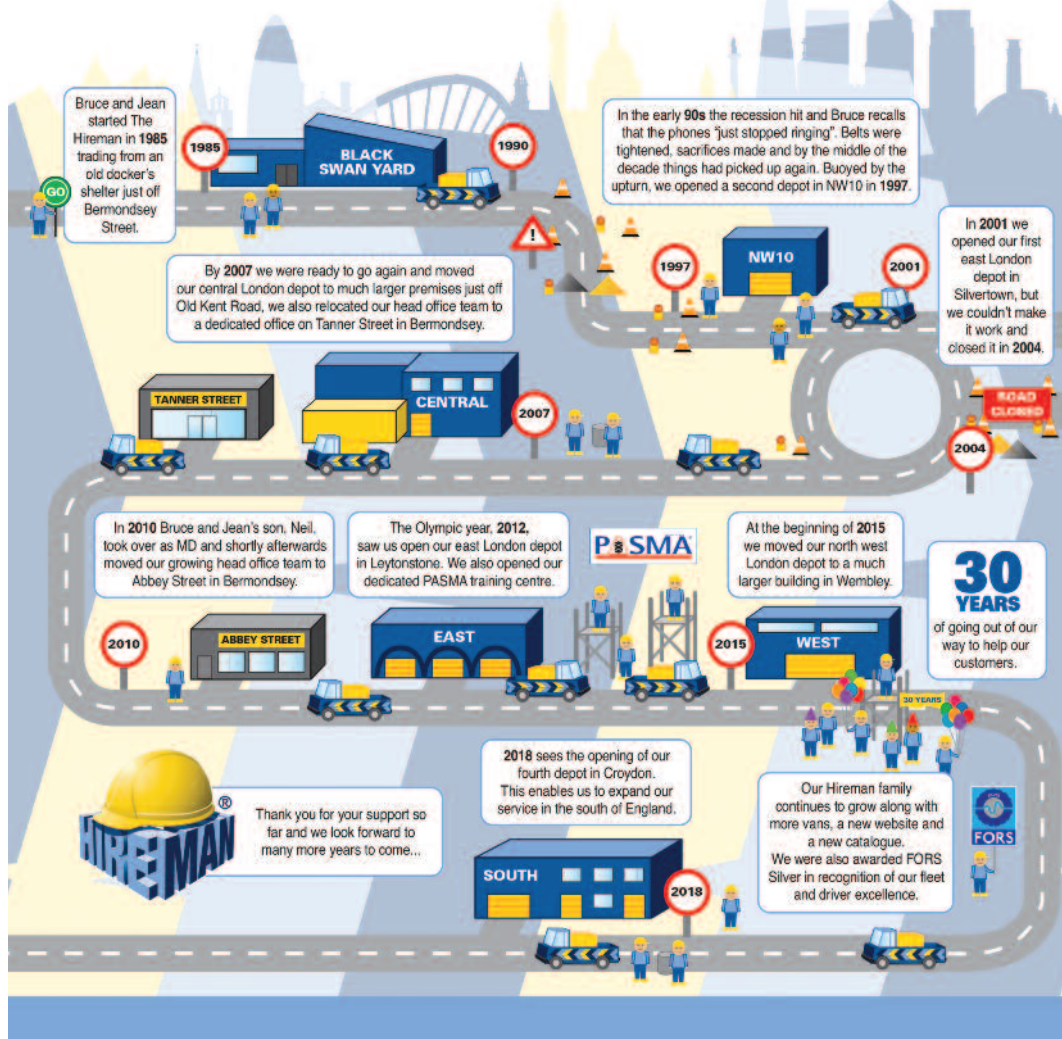 Bruce and Jean
started The
Hireman in 1985
trading from an
old docker's
shelter just off
Bermondsey
Street.
GO
1985
BLACK
SWAN YARD
1990
!
In the early 90s the recession hit and Bruce recalls
that the phones "just stopped ringing". Belts were
tightened, sacrifices made and by the middle of the
decade things had picked up again. Buoyed by the
upturn, we opened a second depot in NW10 in 1997.
1997
NW10
2001
In 2001 we
opened our first
east London
depot in
Silvertown, but
we couldn't make
it work and
closed it in 2004.
ROAD
CLOSED
2004
By 2007 we were ready to go again and moved
our central London depot to much larger premises just off
Old Kent Road, we also relocated our head office team to
a dedicated office on Tanner Street in Bermondsey.
TANNER STREET
CENTRAL
2007
In 2010 Bruce and Jean's son, Neil,
took over as MD and shortly afterwards
moved our growing head office team to
Abbey Street in Bermondsey.
2010
ABBEY STREET
The Olympic year, 2012,
saw us open our east London depot
in Leytonstone. We also opened our
dedicated PASMA training centre.
EAST
PASMA
At the beginning of 2015
we moved our north west
London depot to a much
larger building in Wembley.
2015
WEST
30 YEARS
30
YEARS
of going out of our
way to help our
customers.
Our Hireman family
continues to grow along with
more vans, a new website and
a new catalogue.
We were also awarded FORS
Silver in recognition of our fleet
and driver excellence.
FORS
2018 sees the opening of our
fourth depot in Croydon.
This enables us to expand our
service in the south of England.
SOUTH
2018
HIREMAN
®
Thank you for your support so
far and we look forward to
many more years to come...